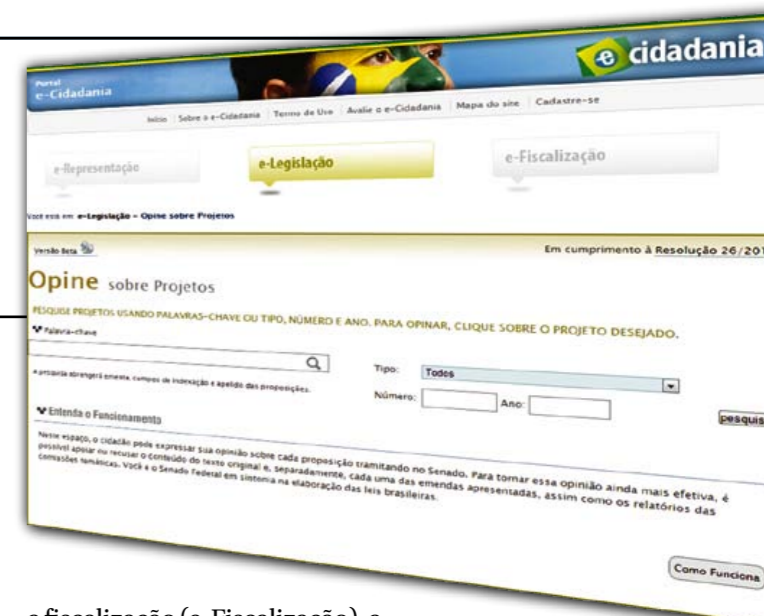 e cidadania
Portal
e-Cidadania
Início Sobre o e-Cidadania Termo de Uso Avalie o e-Cidadania Mapa do site Cadastre-se
e-Representação e-Legislação e-Fiscalização
Você está em e-Legislação - Opine sobre Projetos
Versão Beta Em cumprimento à Resolução 26/201
Opine sobre Projetos
PESQUISE PROJETOS USANDO PALAVRAS-CHAVE OU TIPO, NÚMERO E ANO. PARA OPINAR, CLIQUE SOBRE O PROJETO DESEJADO.
Palavra-chave
Tipo: Todos
A pesquisa abrangerá ementa, campos de indexação e apelido das proposições.
Número: Ano: pesquis
Entenda o Funcionamento
Neste espaço, o cidadão pode expressar sua opinião sobre cada proposição tramitando no Senado. Para tornar essa opinião ainda mais efetiva, é
possível apoiar ou recusar o conteúdo do texto original e, separadamente, cada uma das emendas apresentadas, assim como os relatórios das
comissões temáticas. Você e o Senado Federal em sintonia na elaboração das leis brasileiras.
Como Funciona
e fiscalização (e-Fiscalização), o